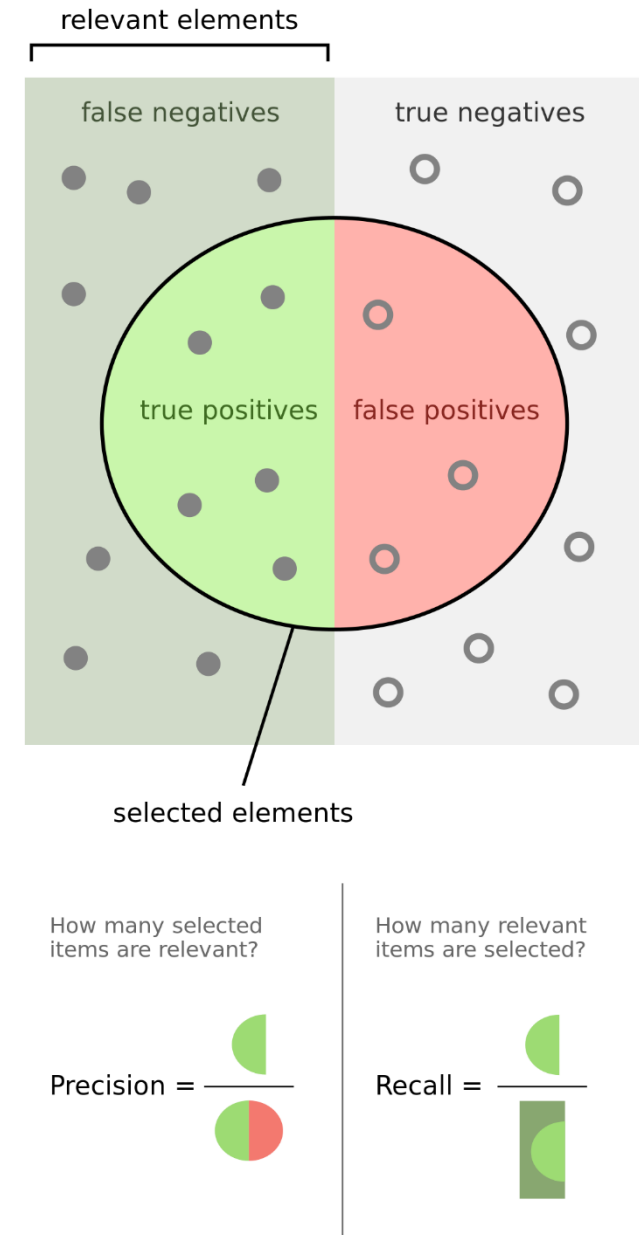 relevant elements
false negatives
true negatives
true positives
false positives
selected elements
How many selected
items are relevant?
Precision =
How many relevant
items are selected?
Recall =